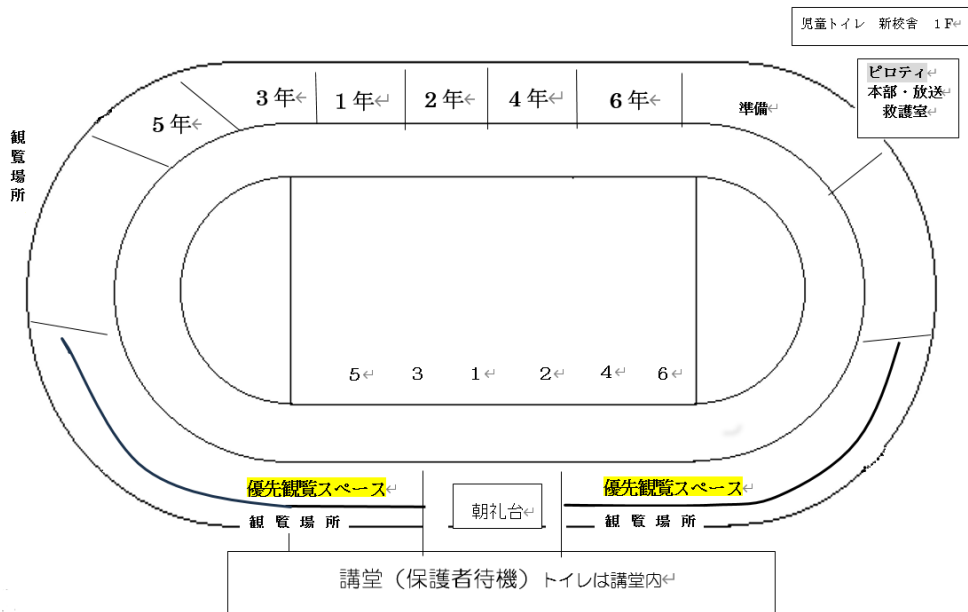 児童トイレ　新校舎　１F
ピロティ
本部・放送
救護室
3年
1年
2年
4年
6年
準備
5年
観覧場所
5
3
1
2
4
6
優先観覧スペース
優先観覧スペース
朝礼台
観　覧　場　所
観　覧　場　所
講堂（保護者待機）トイレは講堂内